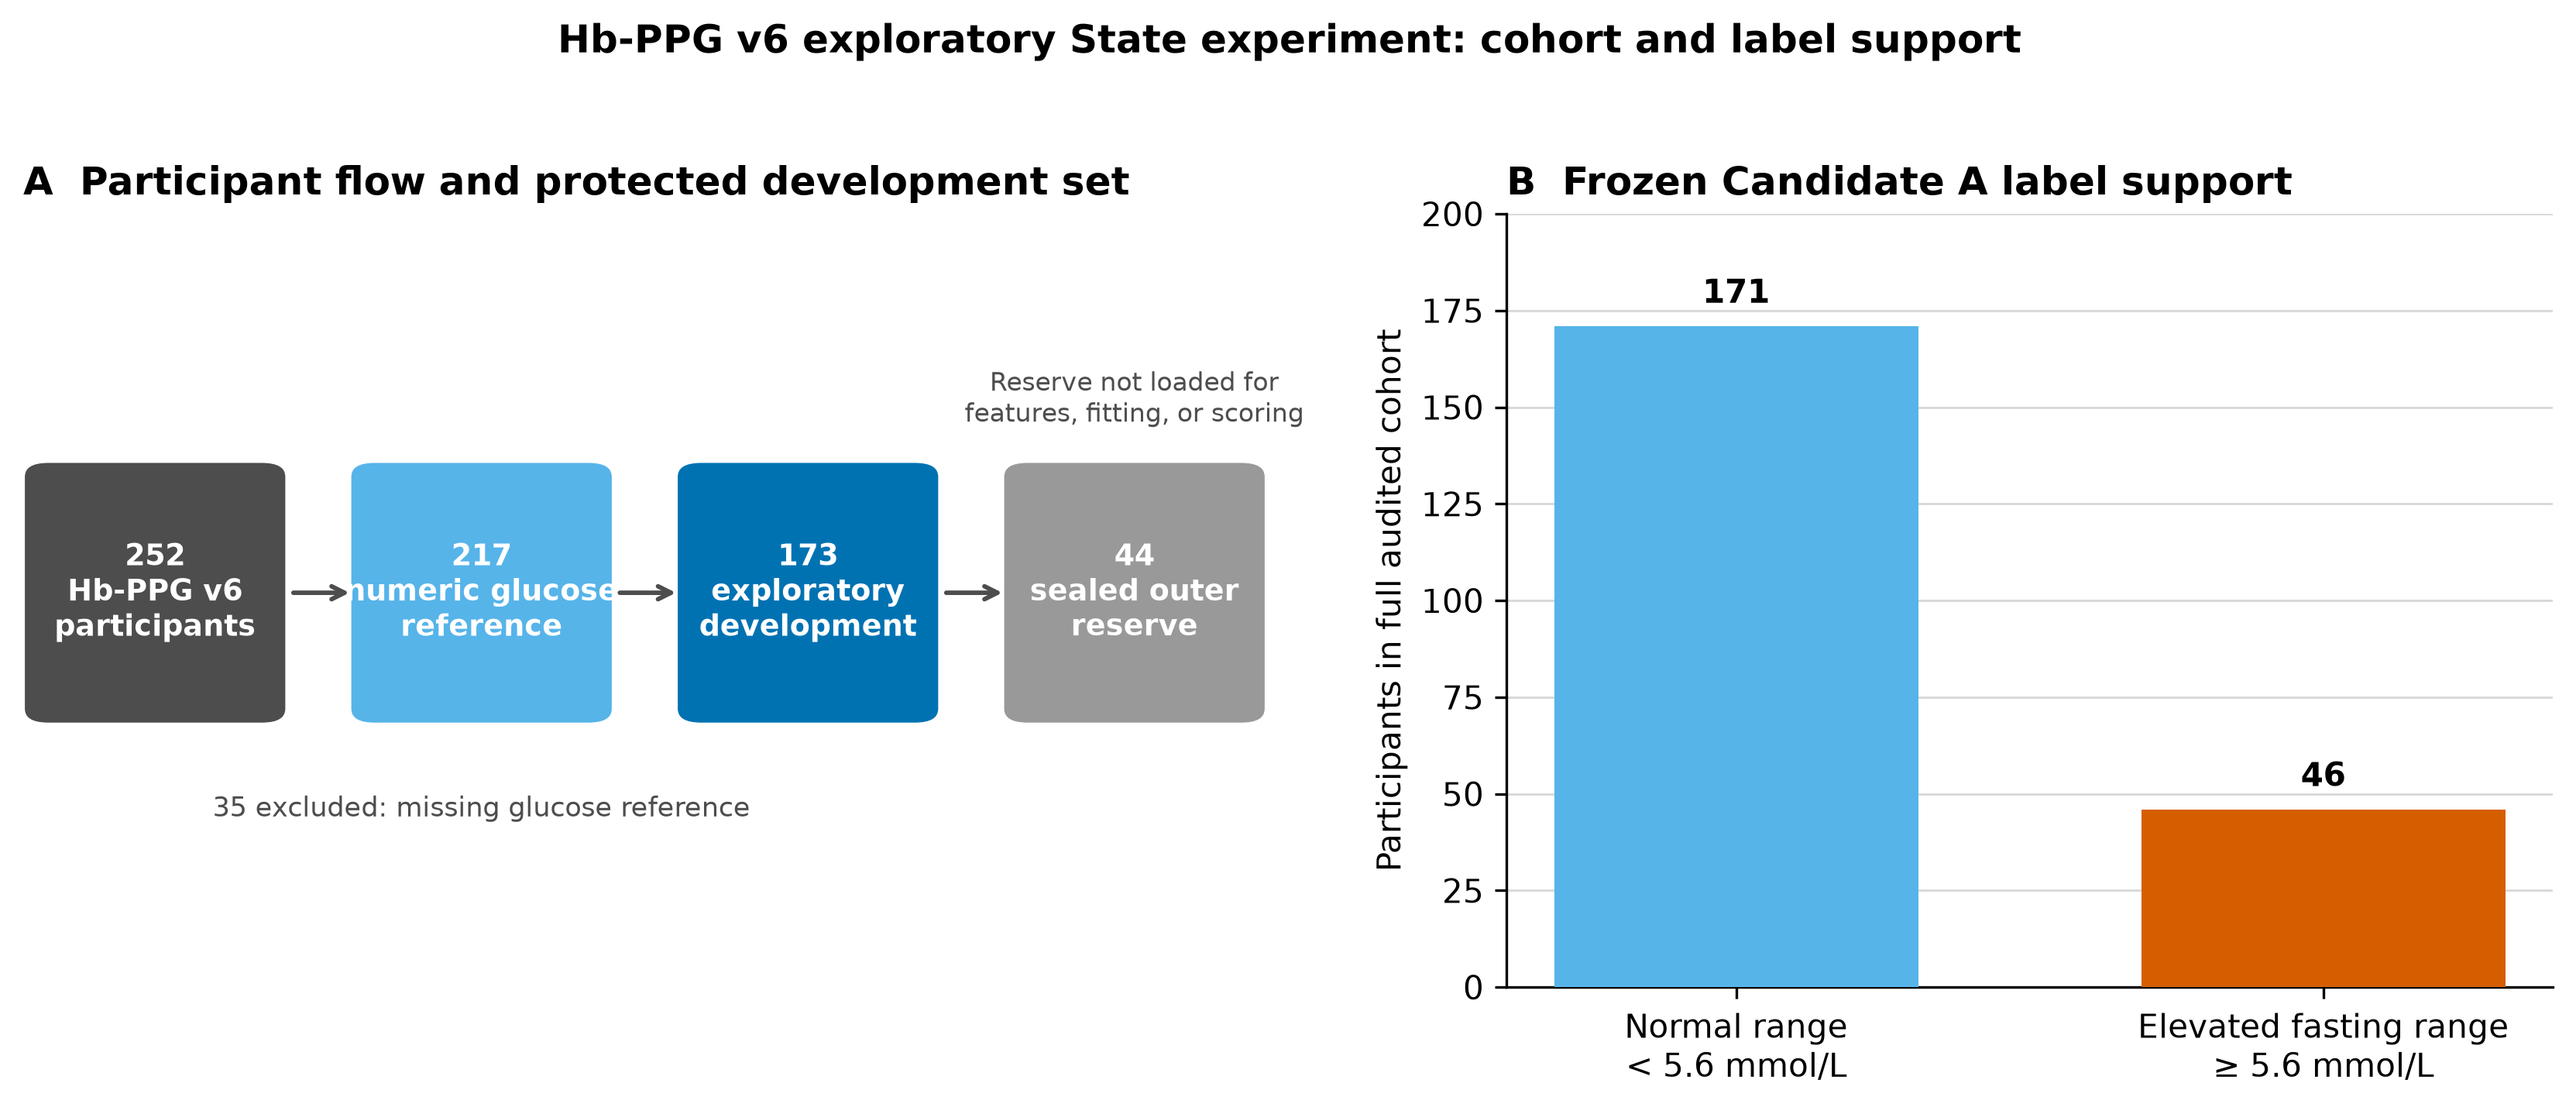 Hb-PPG v6 exploratory State experiment: cohort and label support
A Participant flow and protected development set
Reserve not loaded for
features, fitting, or scoring
252
Hb-PPG v6
participants
217
numeric glucose
reference
173
exploratory
development
44
sealed outer
reserve
35 excluded: missing glucose reference
B Frozen Candidate A label support
Participants in full audited cohort
200
175
150
125
100
75
50
25
0
171
46
Normal range
< 5.6 mmol/L
Elevated fasting range
≥ 5.6 mmol/L